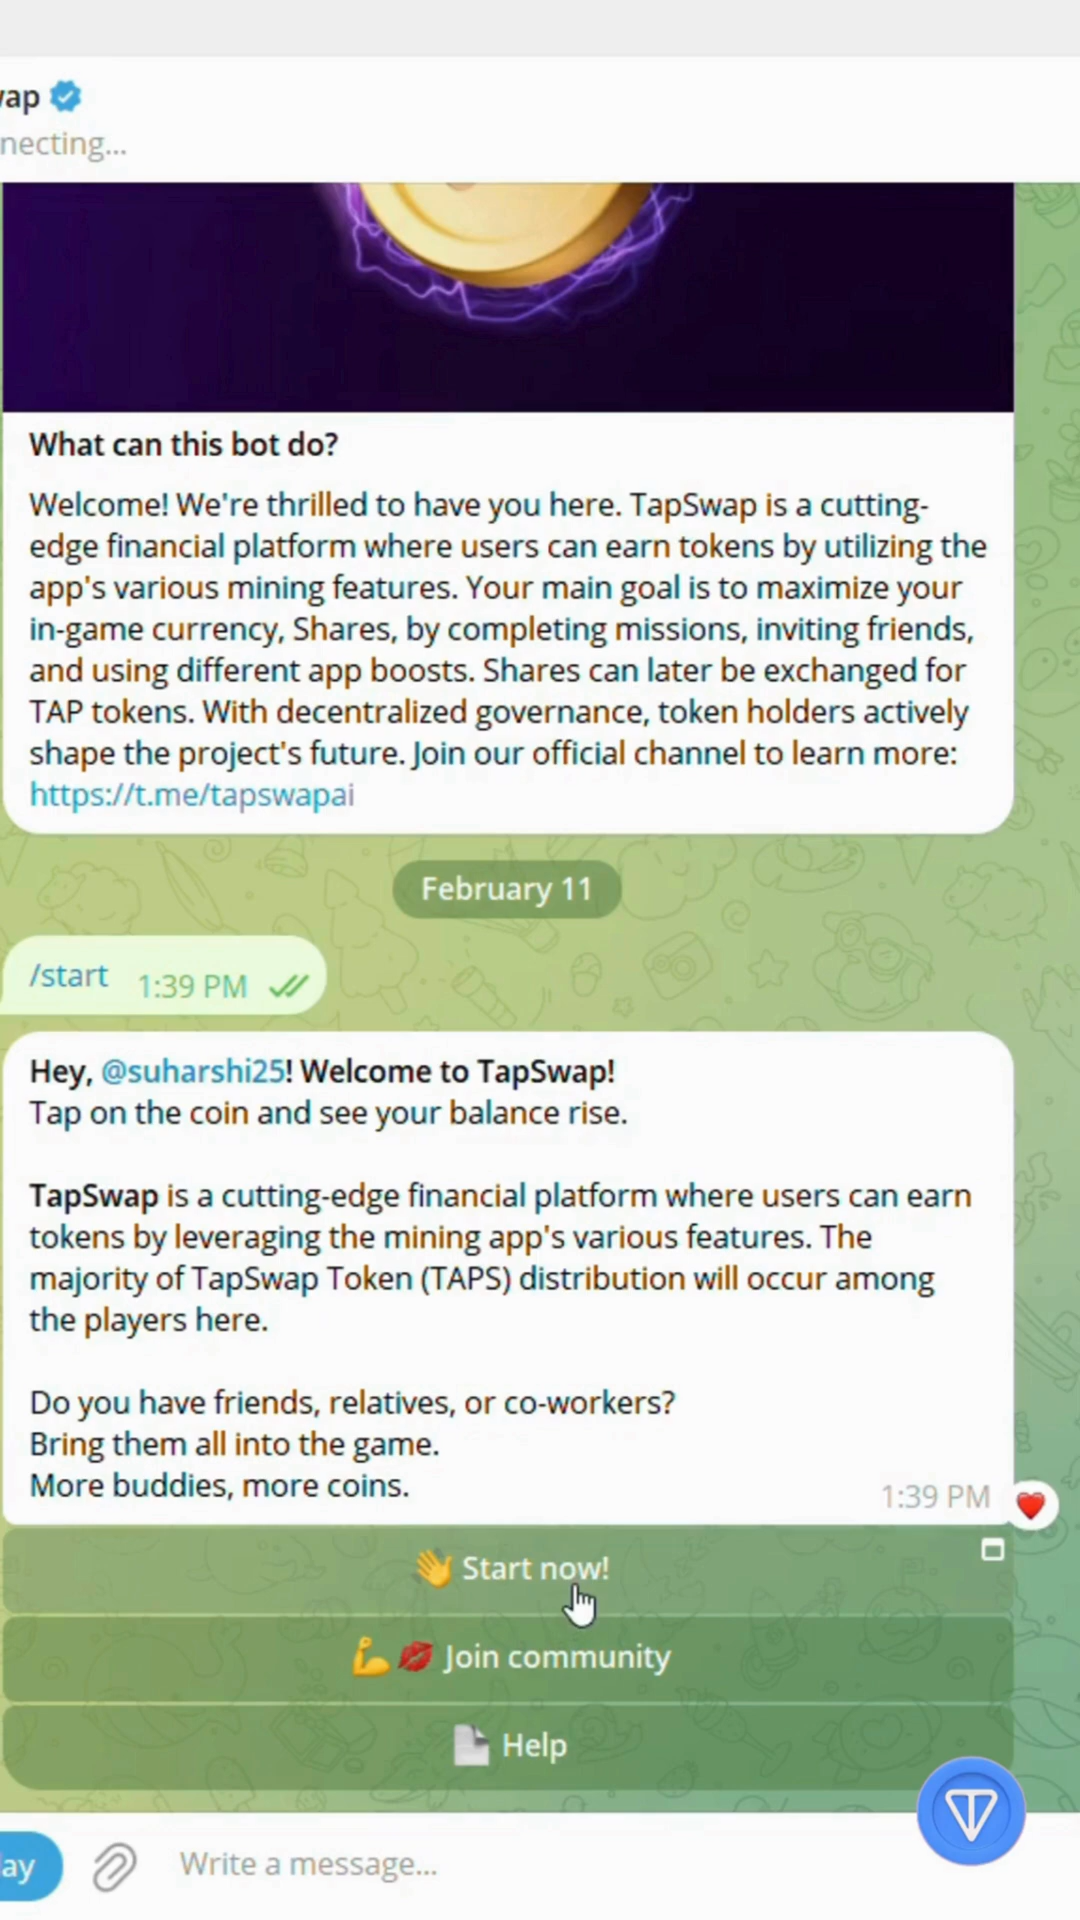 wap
necting...
What can this bot do?
Welcome! We're thrilled to have you here. TapSwap is a cutting-
edge financial platform where users can earn tokens by utilizing the
app's various mining features. Your main goal is to maximize your
in-game currency, Shares, by completing missions, inviting friends,
and using different app boosts. Shares can later be exchanged for
TAP tokens. With decentralized governance, token holders actively
shape the project's future. Join our official channel to learn more:
https://t.me/tapswapai
February 11
/start 1:39 PM
Hey, @suharshi25! Welcome to TapSwap!
Tap on the coin and see your balance rise.
TapSwap is a cutting-edge financial platform where users can earn
tokens by leveraging the mining app's various features. The
majority of TapSwap Token (TAPS) distribution will occur among
the players here.
Do you have friends, relatives, or co-workers?
Bring them all into the game.
More buddies, more coins.
1:39 PM
👋 Start now!
💪💋 Join community
Help
ay
Write a message...